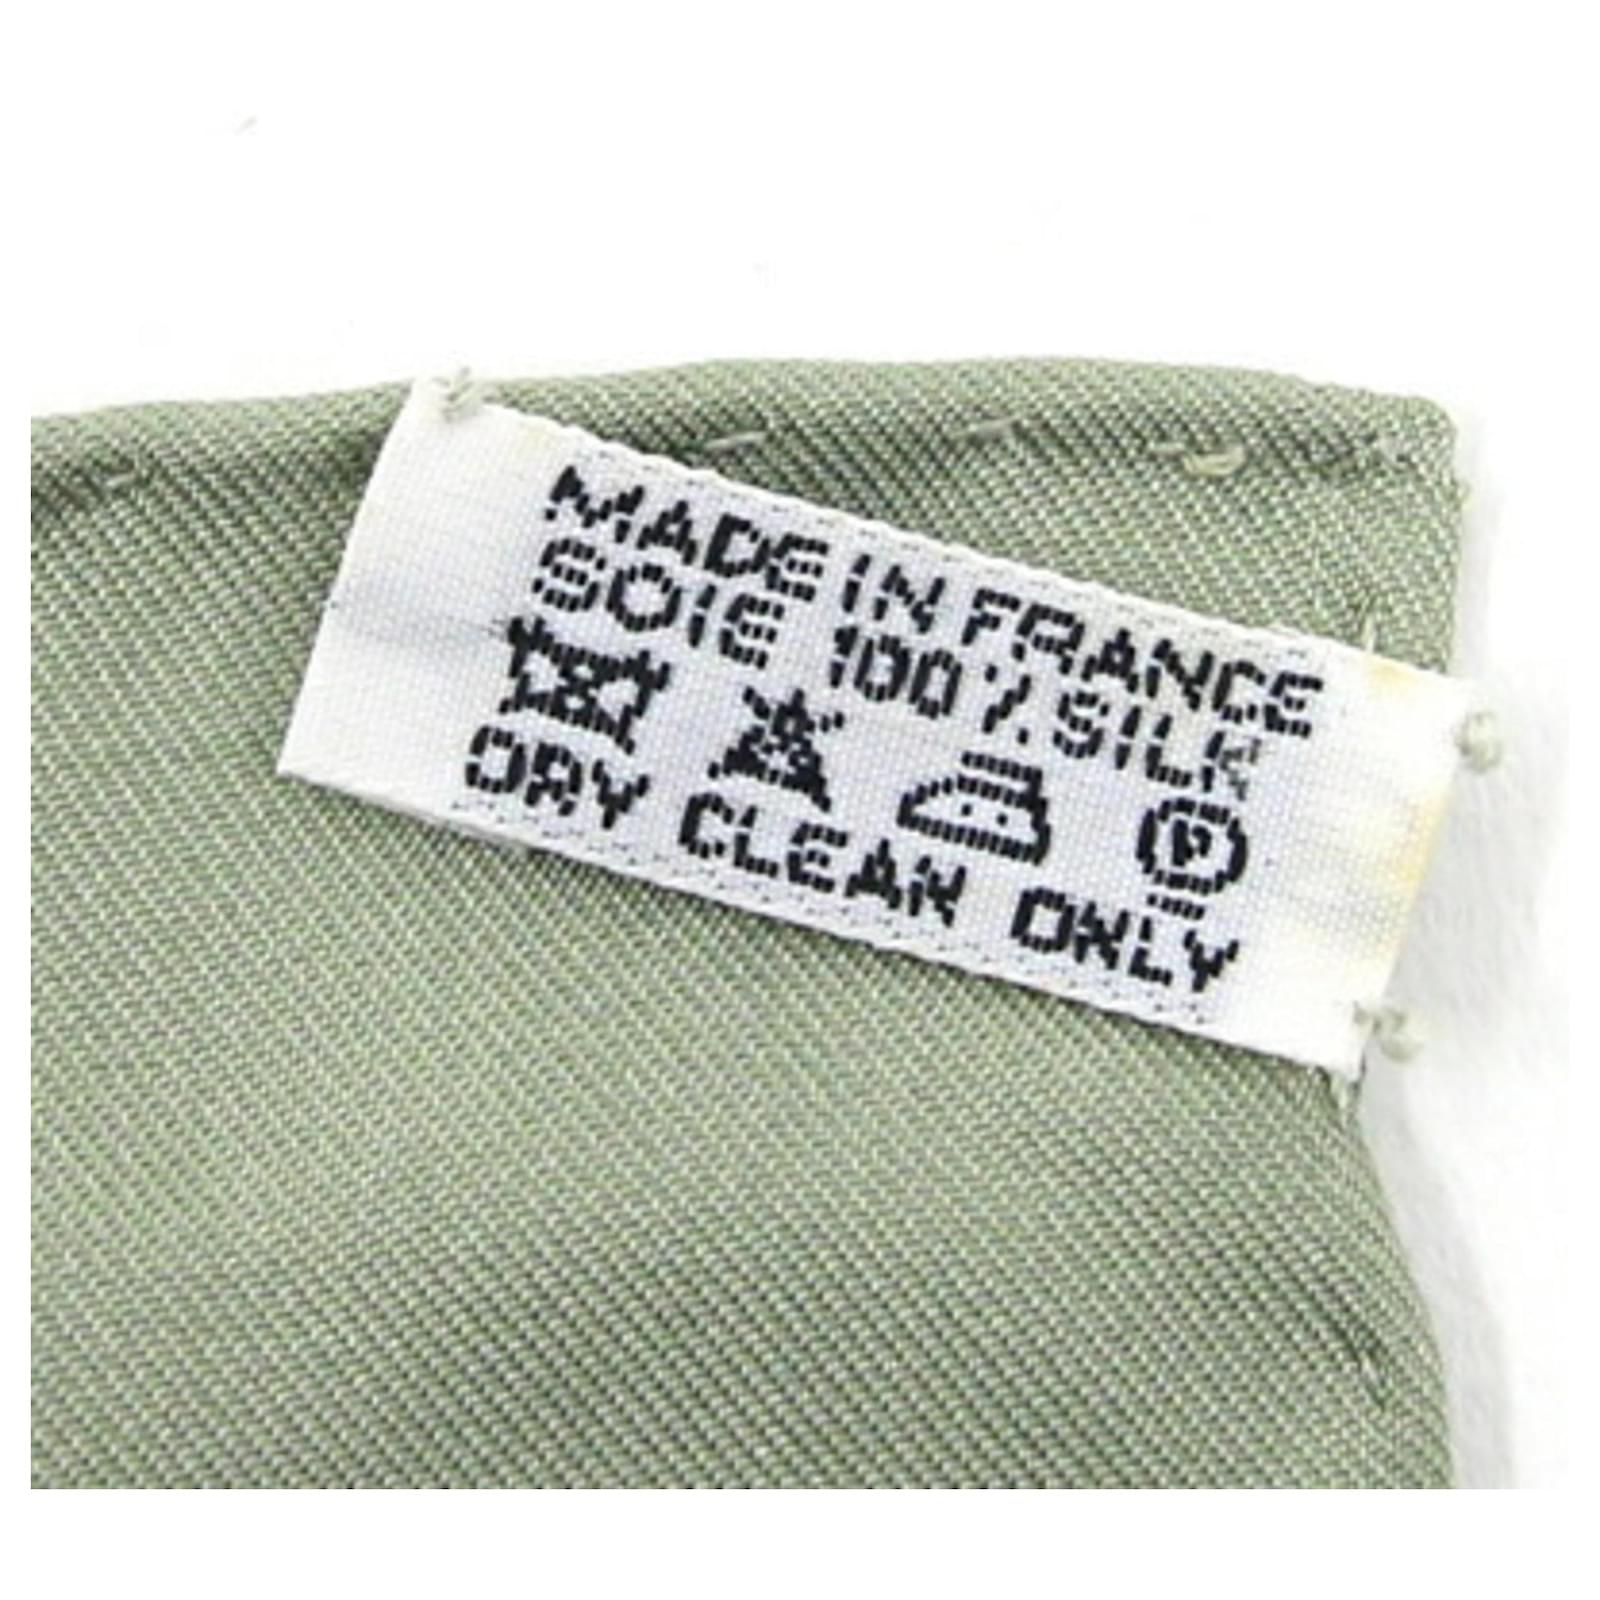 MADE IN FRANCE
SOIE 100% SILK
P
DRY CLEAN ONLY